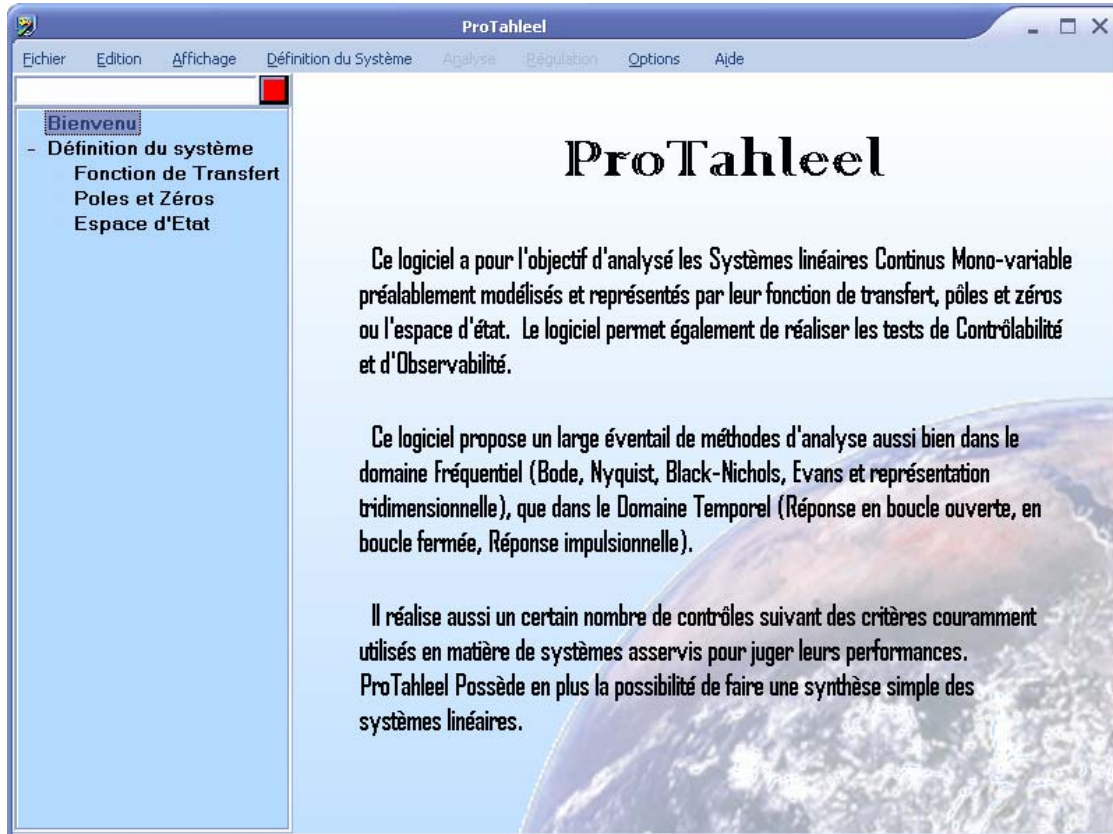 ProTahleel
Fichier Edition Affichage Définition du Système Analyse Régulation Options Aide
Bienvenu
- Définition du système
Fonction de Transfert
Poles et Zéros
Espace d'Etat
ProTahleel
Ce logiciel a pour l'objectif d'analysé les Systèmes linéaires Continus Mono-variable
préalablement modélisés et représentés par leur fonction de transfert, pôles et zéros
ou l'espace d'état. Le logiciel permet également de réaliser les tests de Contrôlabilité
et d'Observabilité.
Ce logiciel propose un large éventail de méthodes d'analyse aussi bien dans le
domaine Fréquentiel (Bode, Nyquist, Black-Nichols, Evans et représentation
tridimensionnelle), que dans le Domaine Temporel (Réponse en boucle ouverte, en
boucle fermée, Réponse impulsionnelle).
Il réalise aussi un certain nombre de contrôles suivant des critères couramment
utilisés en matière de systèmes asservis pour juger leurs performances.
ProTahleel Possède en plus la possibilité de faire une synthèse simple des
systèmes linéaires.